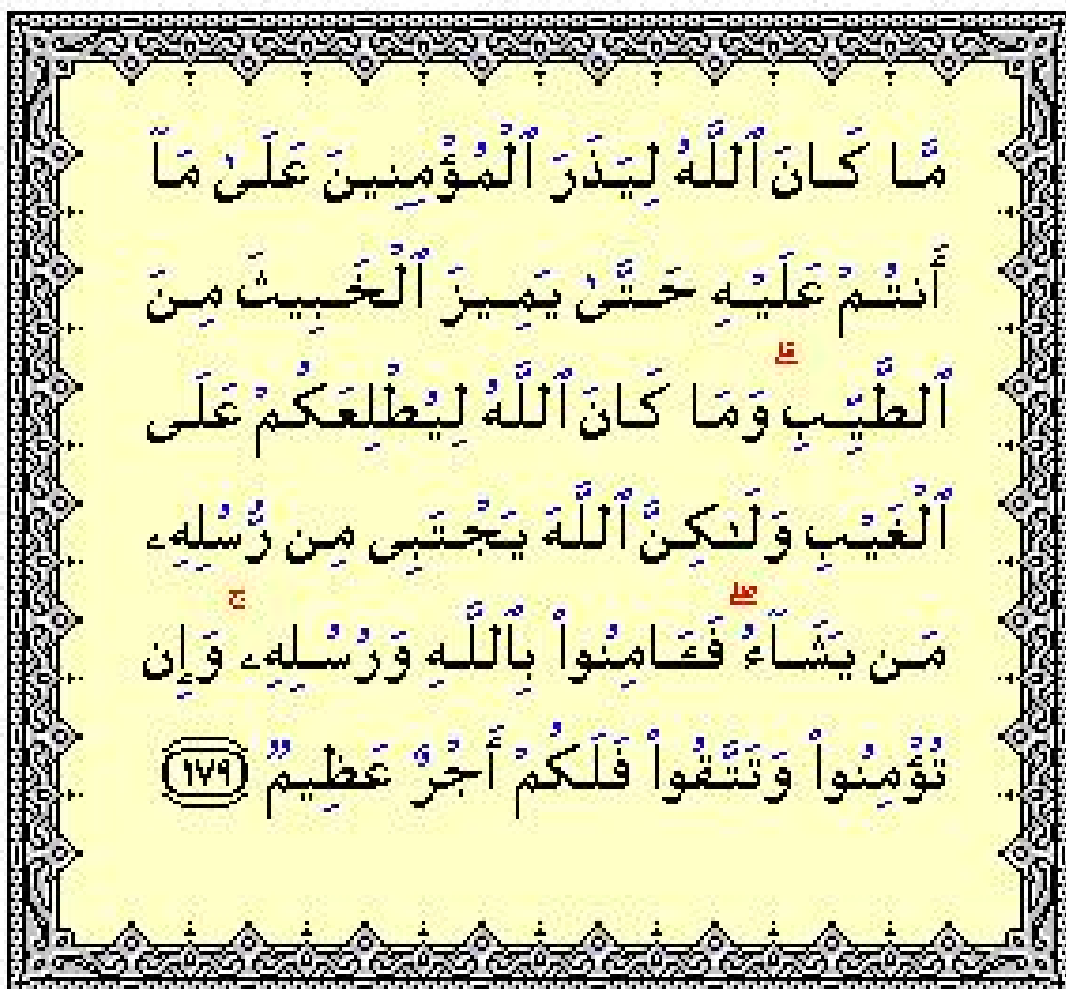 مَّا كَانَ ٱللَّهُ لِيَذَرَ ٱلْمُؤْمِنِينَ عَلَىٰ مَآ
أَنتُمْ عَلَيْهِ حَتَّىٰ يَمِيزَ ٱلْخَبِيثَ مِنَ
ٱلطَّيِّبِ ۗ وَمَا كَانَ ٱللَّهُ لِيُطْلِعَكُمْ عَلَى
ٱلْغَيْبِ وَلَٰكِنَّ ٱللَّهَ يَجْتَبِى مِن رُّسُلِهِۦ
مَن يَشَآءُ ۖ فَـَٔامِنُوا۟ بِٱللَّهِ وَرُسُلِهِۦ ۚ وَإِن
تُؤْمِنُوا۟ وَتَتَّقُوا۟ فَلَكُمْ أَجْرٌ عَظِيمٌ ١٧٩